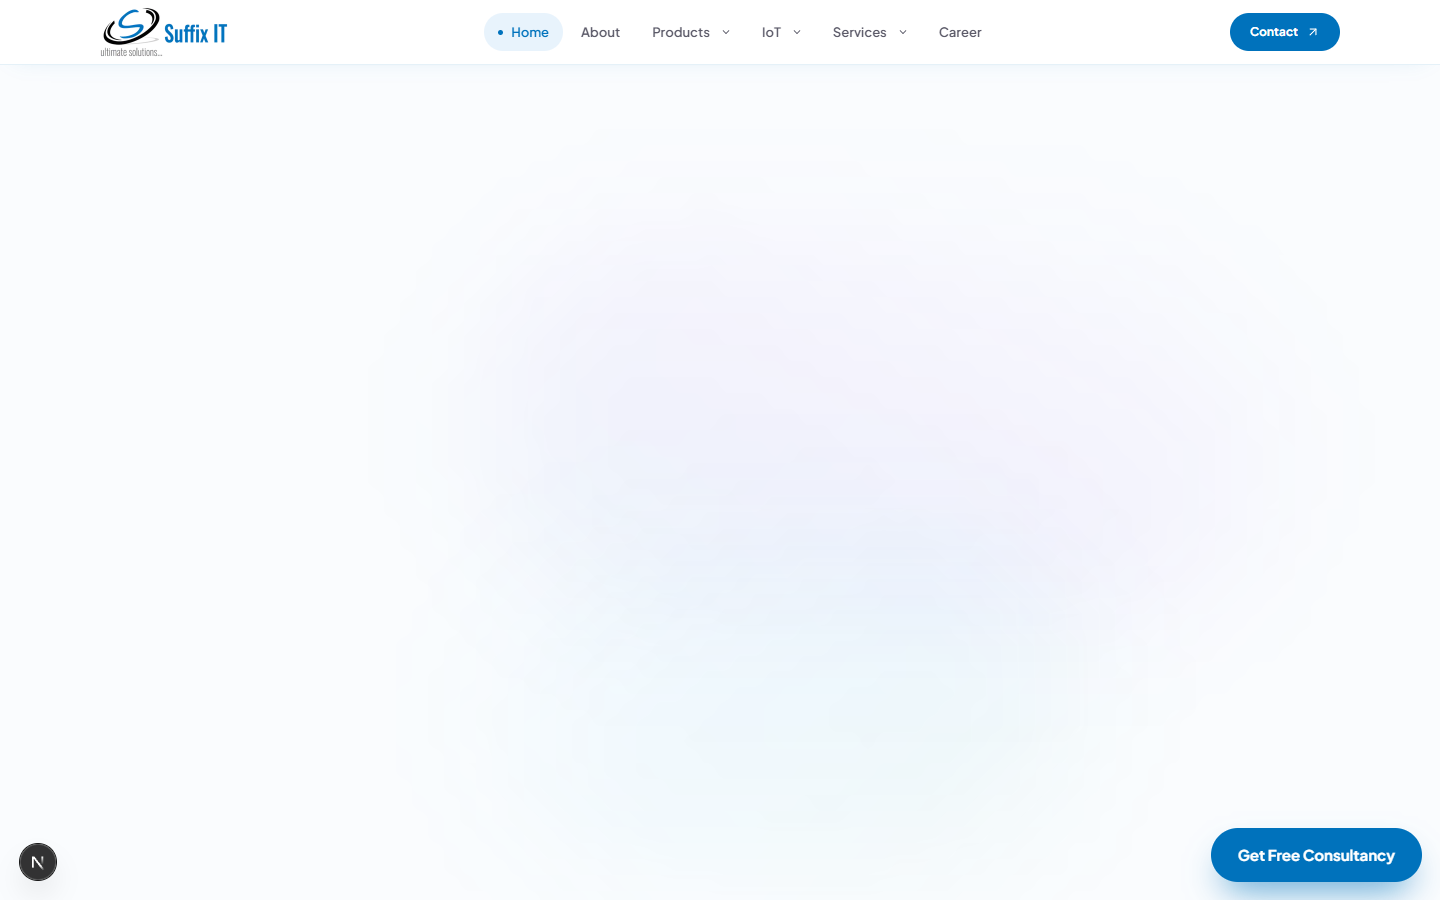 Suffix IT
ultimate solutions...
Home
About
Products
IoT
Services
Career
Contact
N
Get Free Consultancy